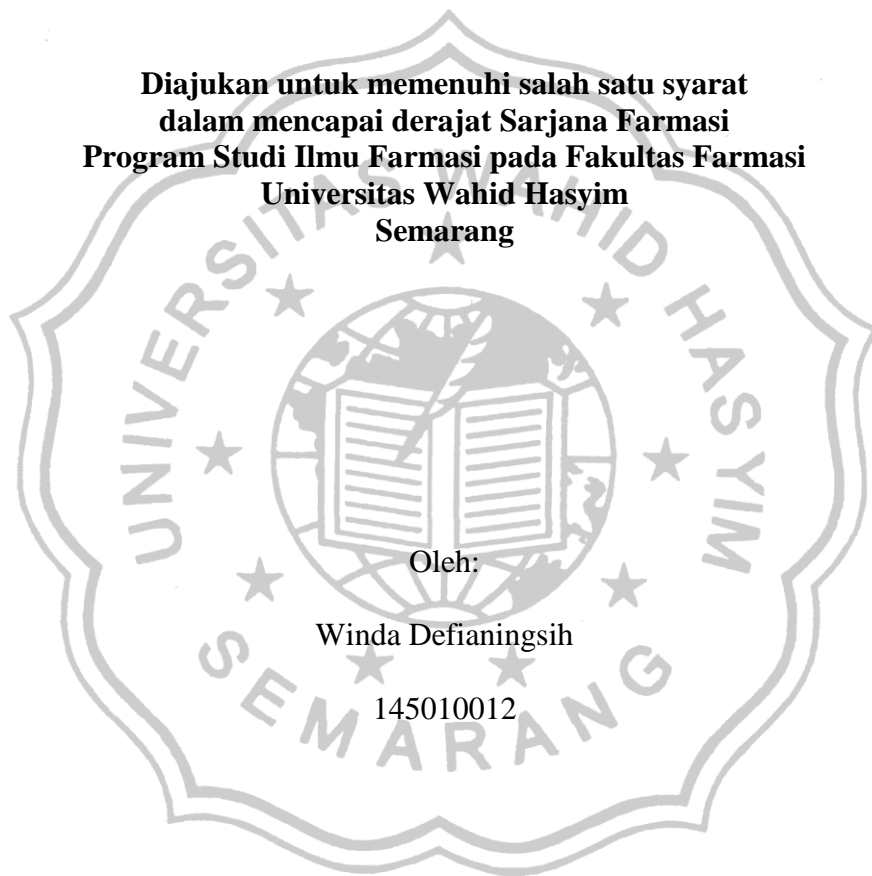 Diajukan untuk memenuhi salah satu syarat
dalam mencapai derajat Sarjana Farmasi
Program Studi Ilmu Farmasi pada Fakultas Farmasi
Universitas Wahid Hasyim
Semarang
UNIVERSITAS WAHID HASYIM
Oleh:
Winda Defianingsih
145010012
SEMARANG